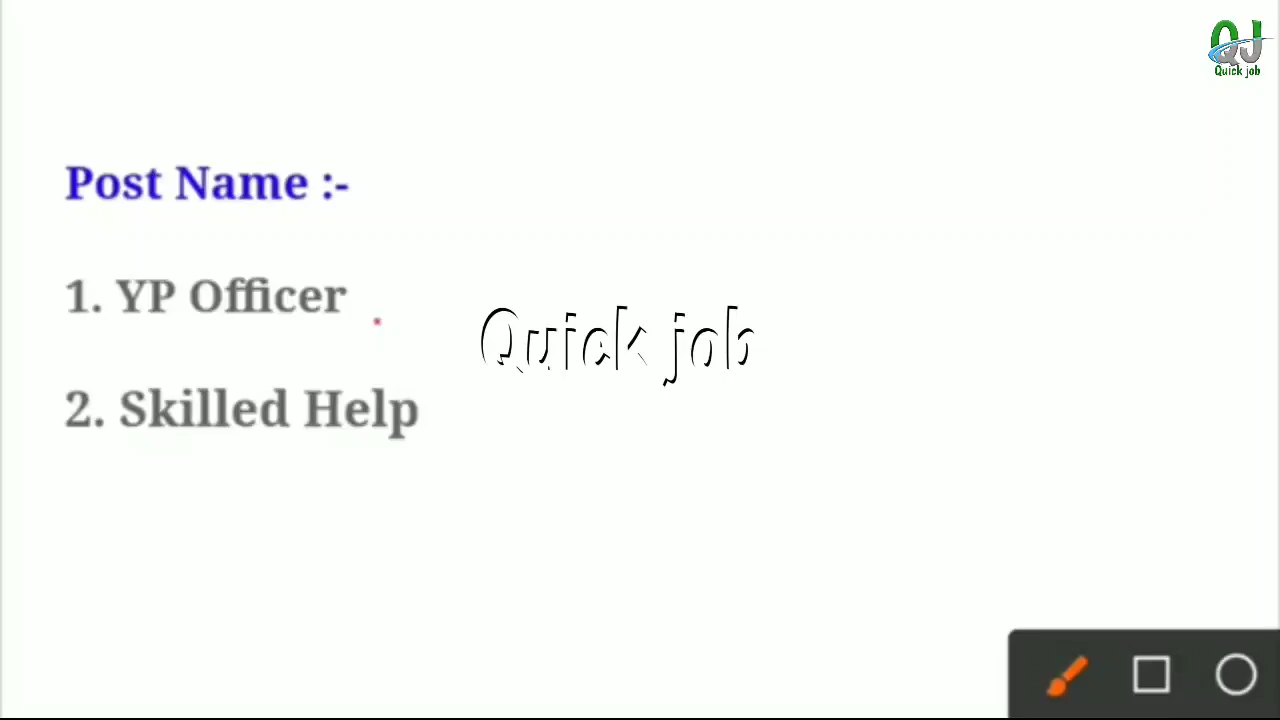 QJ
Quick job
Post Name :-
1. YP Officer
Quick job
2. Skilled Help